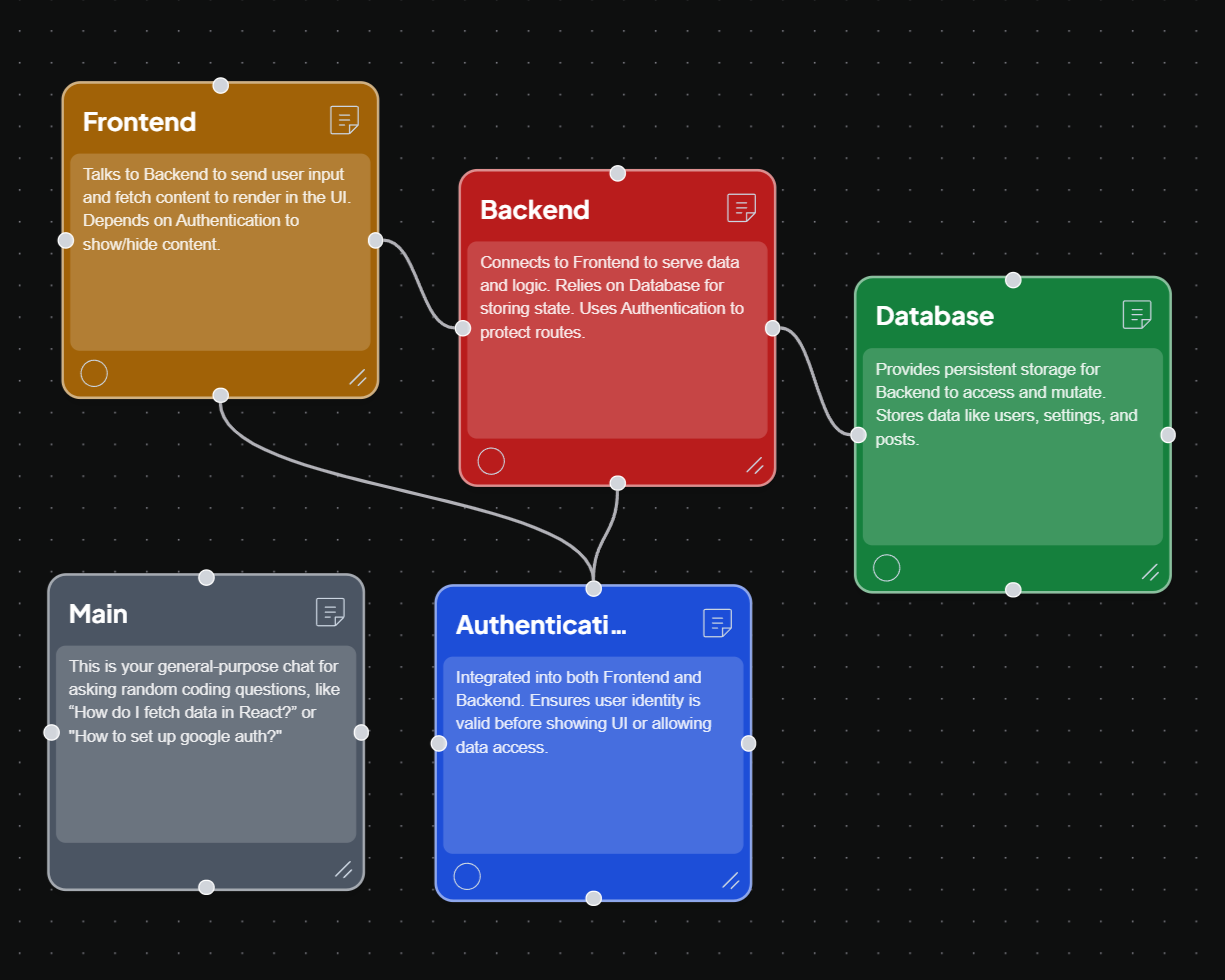 Frontend
Talks to Backend to send user input
and fetch content to render in the UI.
Depends on Authentication to
show/hide content.
Backend
Connects to Frontend to serve data
and logic. Relies on Database for
storing state. Uses Authentication to
protect routes.
Database
Provides persistent storage for
Backend to access and mutate.
Stores data like users, settings, and
posts.
Main
This is your general-purpose chat for
asking random coding questions, like
“How do I fetch data in React?” or
"How to set up google auth?"
Authenticati...
Integrated into both Frontend and
Backend. Ensures user identity is
valid before showing UI or allowing
data access.